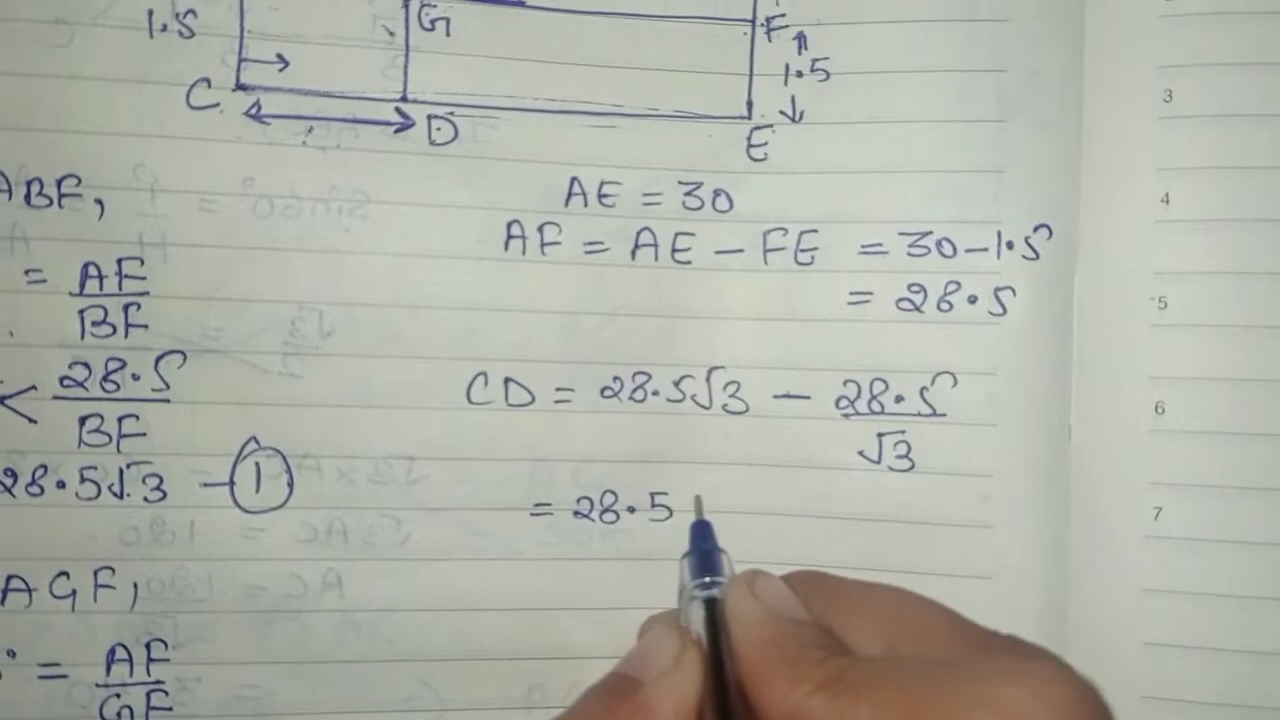 1.5
G
F
1.5
C
D
E
ABF,
AE = 30
AF = AE - FE = 30-1.5
= 28.5
= AF/BF
< 28.5/BF
CD = 28.5√3 - 28.5/√3
28.5√3 - 1
= 28.5
AGF,
= AF/GF
3
4
5
6
7